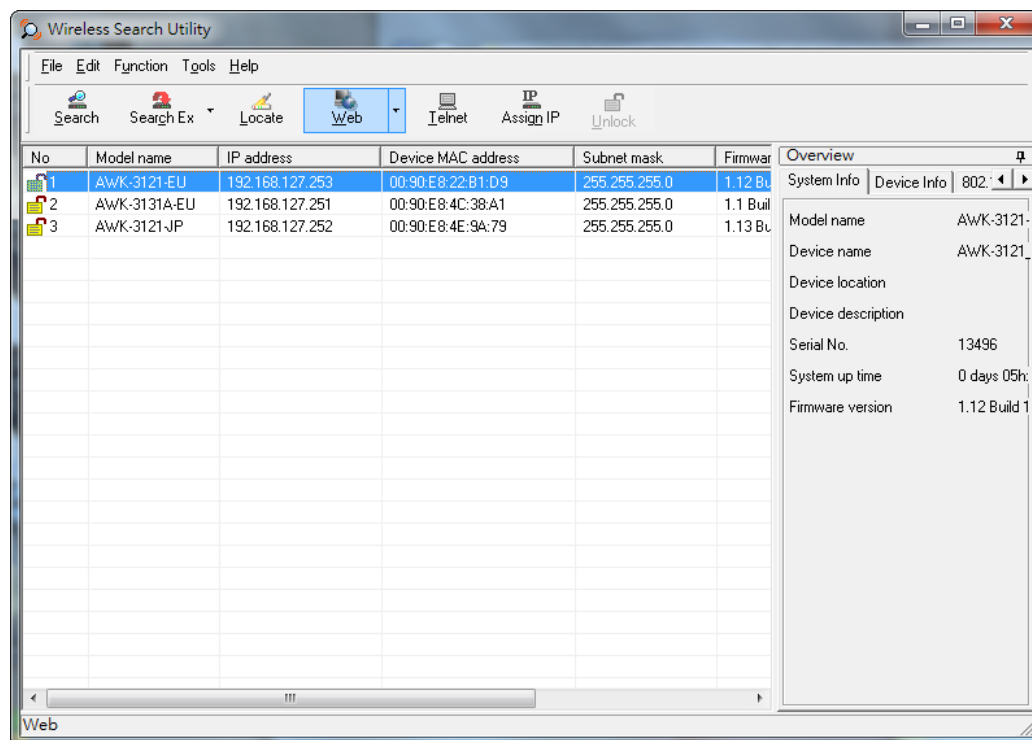 Wireless Search Utility
File Edit Function Tools Help
Search Search Ex Locate Web Telnet IP Assign IP Unlock
No Model name IP address Device MAC address Subnet mask Firmwar
1 AWK-3121-EU 192.168.127.253 00:90:E8:22:B1:D9 255.255.255.0 1.12 Bu
2 AWK-3131A-EU 192.168.127.251 00:90:E8:4C:38:A1 255.255.255.0 1.1 Buil
3 AWK-3121-JP 192.168.127.252 00:90:E8:4E:9A:79 255.255.255.0 1.13 Bu
Overview
System Info Device Info 802.
Model name AWK-3121-
Device name AWK-3121_
Device location
Device description
Serial No. 13496
System up time 0 days 05h:
Firmware version 1.12 Build 1
Web